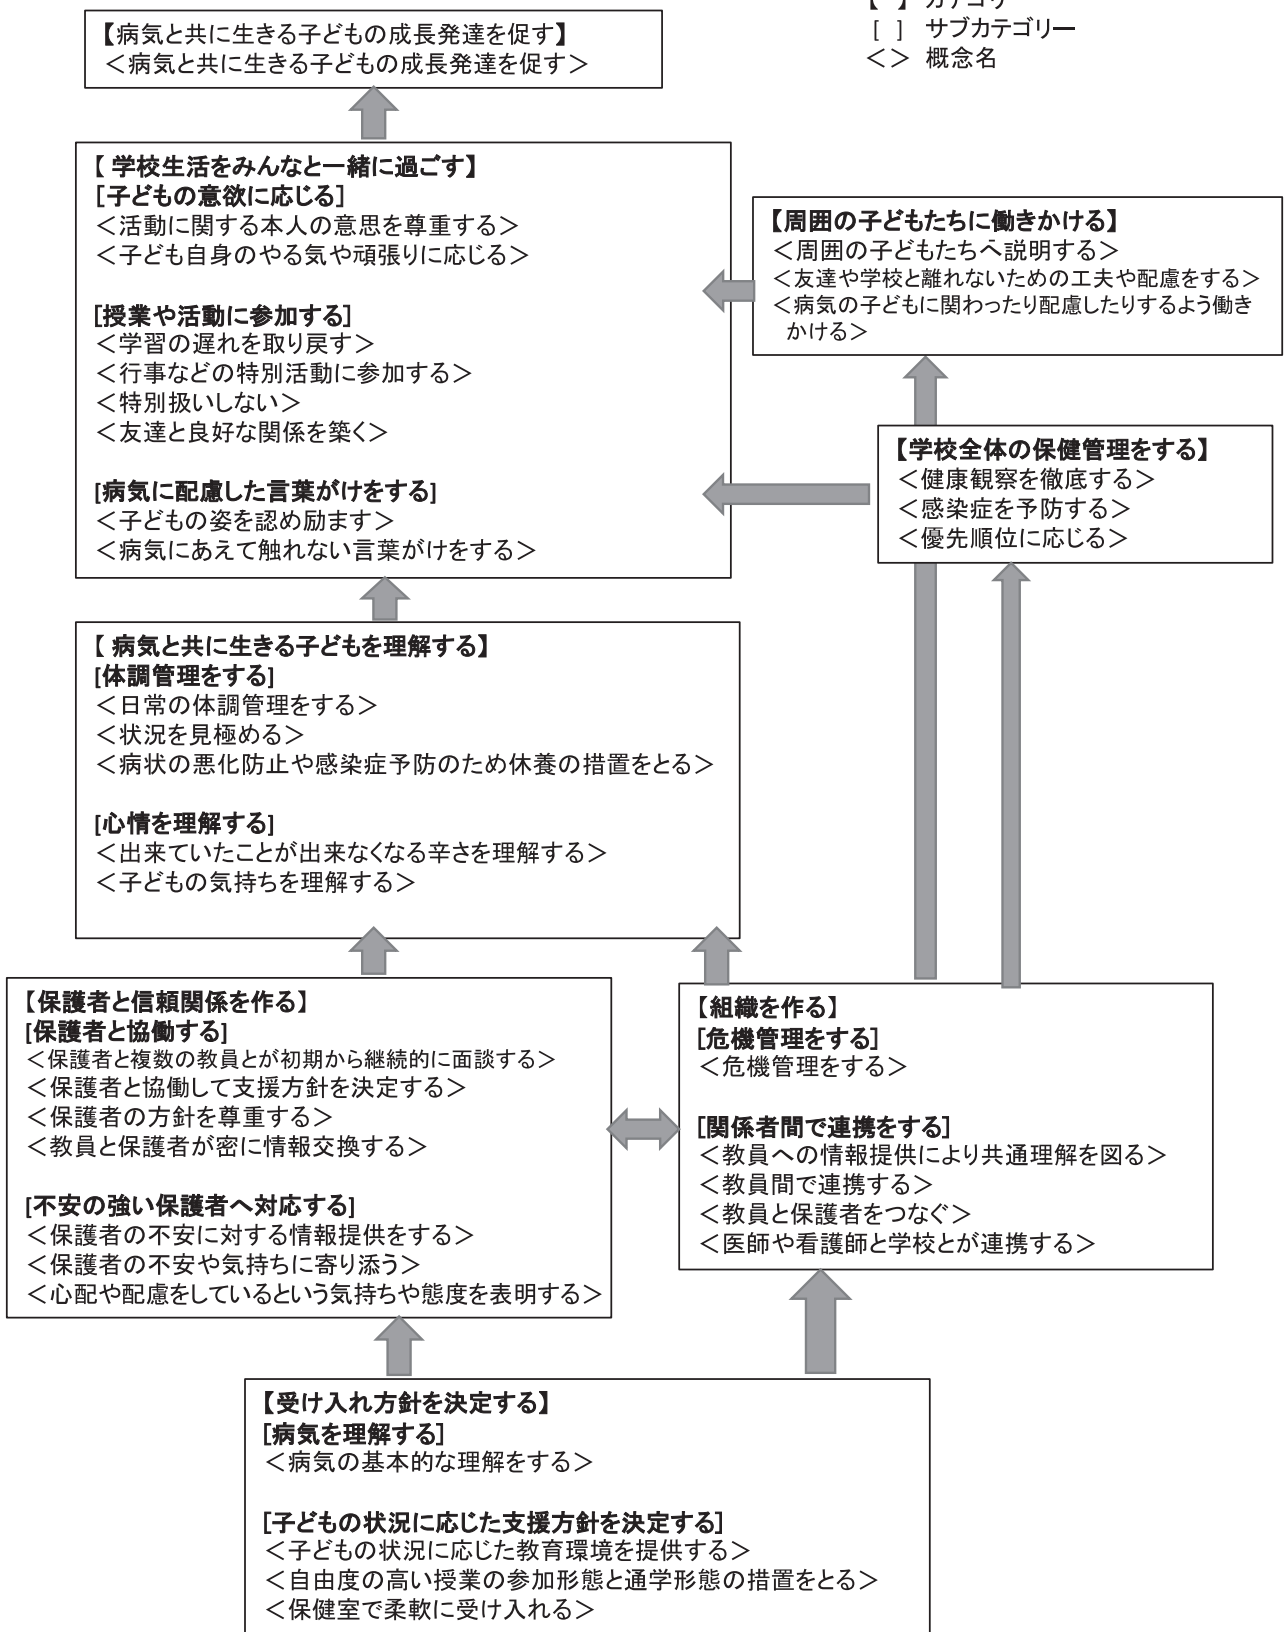 【 】 カテゴリ
[ ] サブカテゴリー
<> 概念名
【病気と共に生きる子どもの成長発達を促す】
<病気と共に生きる子どもの成長発達を促す>
【 学校生活をみんなと一緒に過ごす】
[子どもの意欲に応じる]
<活動に関する本人の意思を尊重する>
<子ども自身のやる気や頑張りに応じる>
[授業や活動に参加する]
<学習の遅れを取り戻す>
<行事などの特別活動に参加する>
<特別扱いしない>
<友達と良好な関係を築く>
[病気に配慮した言葉がけをする]
<子どもの姿を認め励ます>
<病気にあえて触れない言葉がけをする>
【周囲の子どもたちに働きかける】
<周囲の子どもたちへ説明する>
<友達や学校と離れないための工夫や配慮をする>
<病気の子どもに関わったり配慮したりするよう働き
かける>
【学校全体の保健管理をする】
<健康観察を徹底する>
<感染症を予防する>
<優先順位に応じる>
【 病気と共に生きる子どもを理解する】
[体調管理をする]
<日常の体調管理をする>
<状況を見極める>
<病状の悪化防止や感染症予防のため休養の措置をとる>
[心情を理解する]
<出来ていたことが出来なくなる辛さを理解する>
<子どもの気持ちを理解する>
【保護者と信頼関係を作る】
[保護者と協働する]
<保護者と複数の教員とが初期から継続的に面談する>
<保護者と協働して支援方針を決定する>
<保護者の方針を尊重する>
<教員と保護者が密に情報交換する>
[不安の強い保護者へ対応する]
<保護者の不安に対する情報提供をする>
<保護者の不安や気持ちに寄り添う>
<心配や配慮をしているという気持ちや態度を表明する>
【組織を作る】
[危機管理をする]
<危機管理をする>
[関係者間で連携をする]
<教員への情報提供により共通理解を図る>
<教員間で連携する>
<教員と保護者をつなぐ>
<医師や看護師と学校とが連携する>
【受け入れ方針を決定する】
[病気を理解する]
<病気の基本的な理解をする>
[子どもの状況に応じた支援方針を決定する]
<子どもの状況に応じた教育環境を提供する>
<自由度の高い授業の参加形態と通学形態の措置をとる>
<保健室で柔軟に受け入れる>